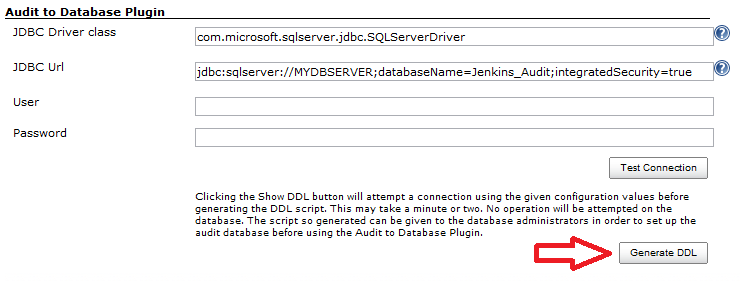 Audit to Database Plugin
JDBC Driver class
com.microsoft.sqlserver.jdbc.SQLServerDriver
?
JDBC Url
jdbc:sqlserver://MYDBSERVER;databaseName=Jenkins_Audit;integratedSecurity=true
?
User
Password
Test Connection
Clicking the Show DDL button will attempt a connection using the given configuration values before
generating the DDL script. This may take a minute or two. No operation will be attempted on the
database. The script so generated can be given to the database administrators in order to set up the
audit database before using the Audit to Database Plugin.
Generate DDL